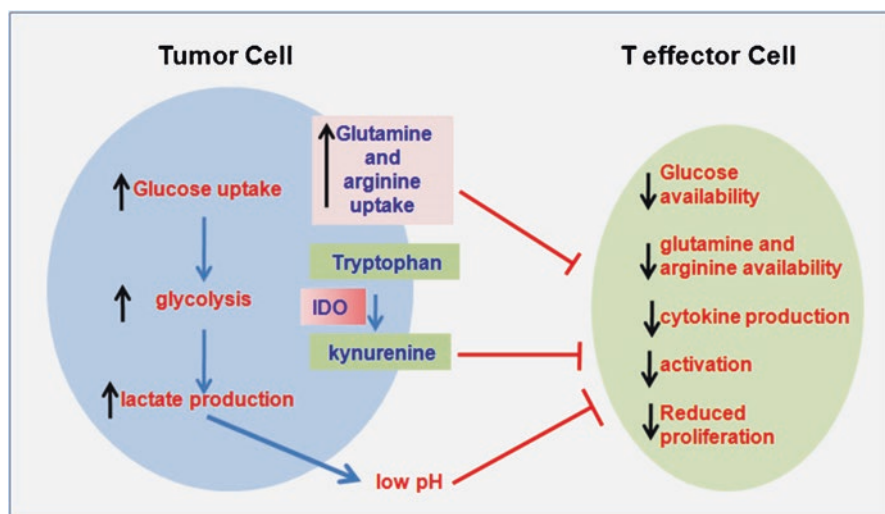 Tumor Cell
T effector Cell
Glucose uptake
glycolysis
lactate production
Glutamine
and
arginine
uptake
Tryptophan
IDO
kynurenine
low pH
Glucose
availability
glutamine and
arginine availability
cytokine production
activation
Reduced
proliferation